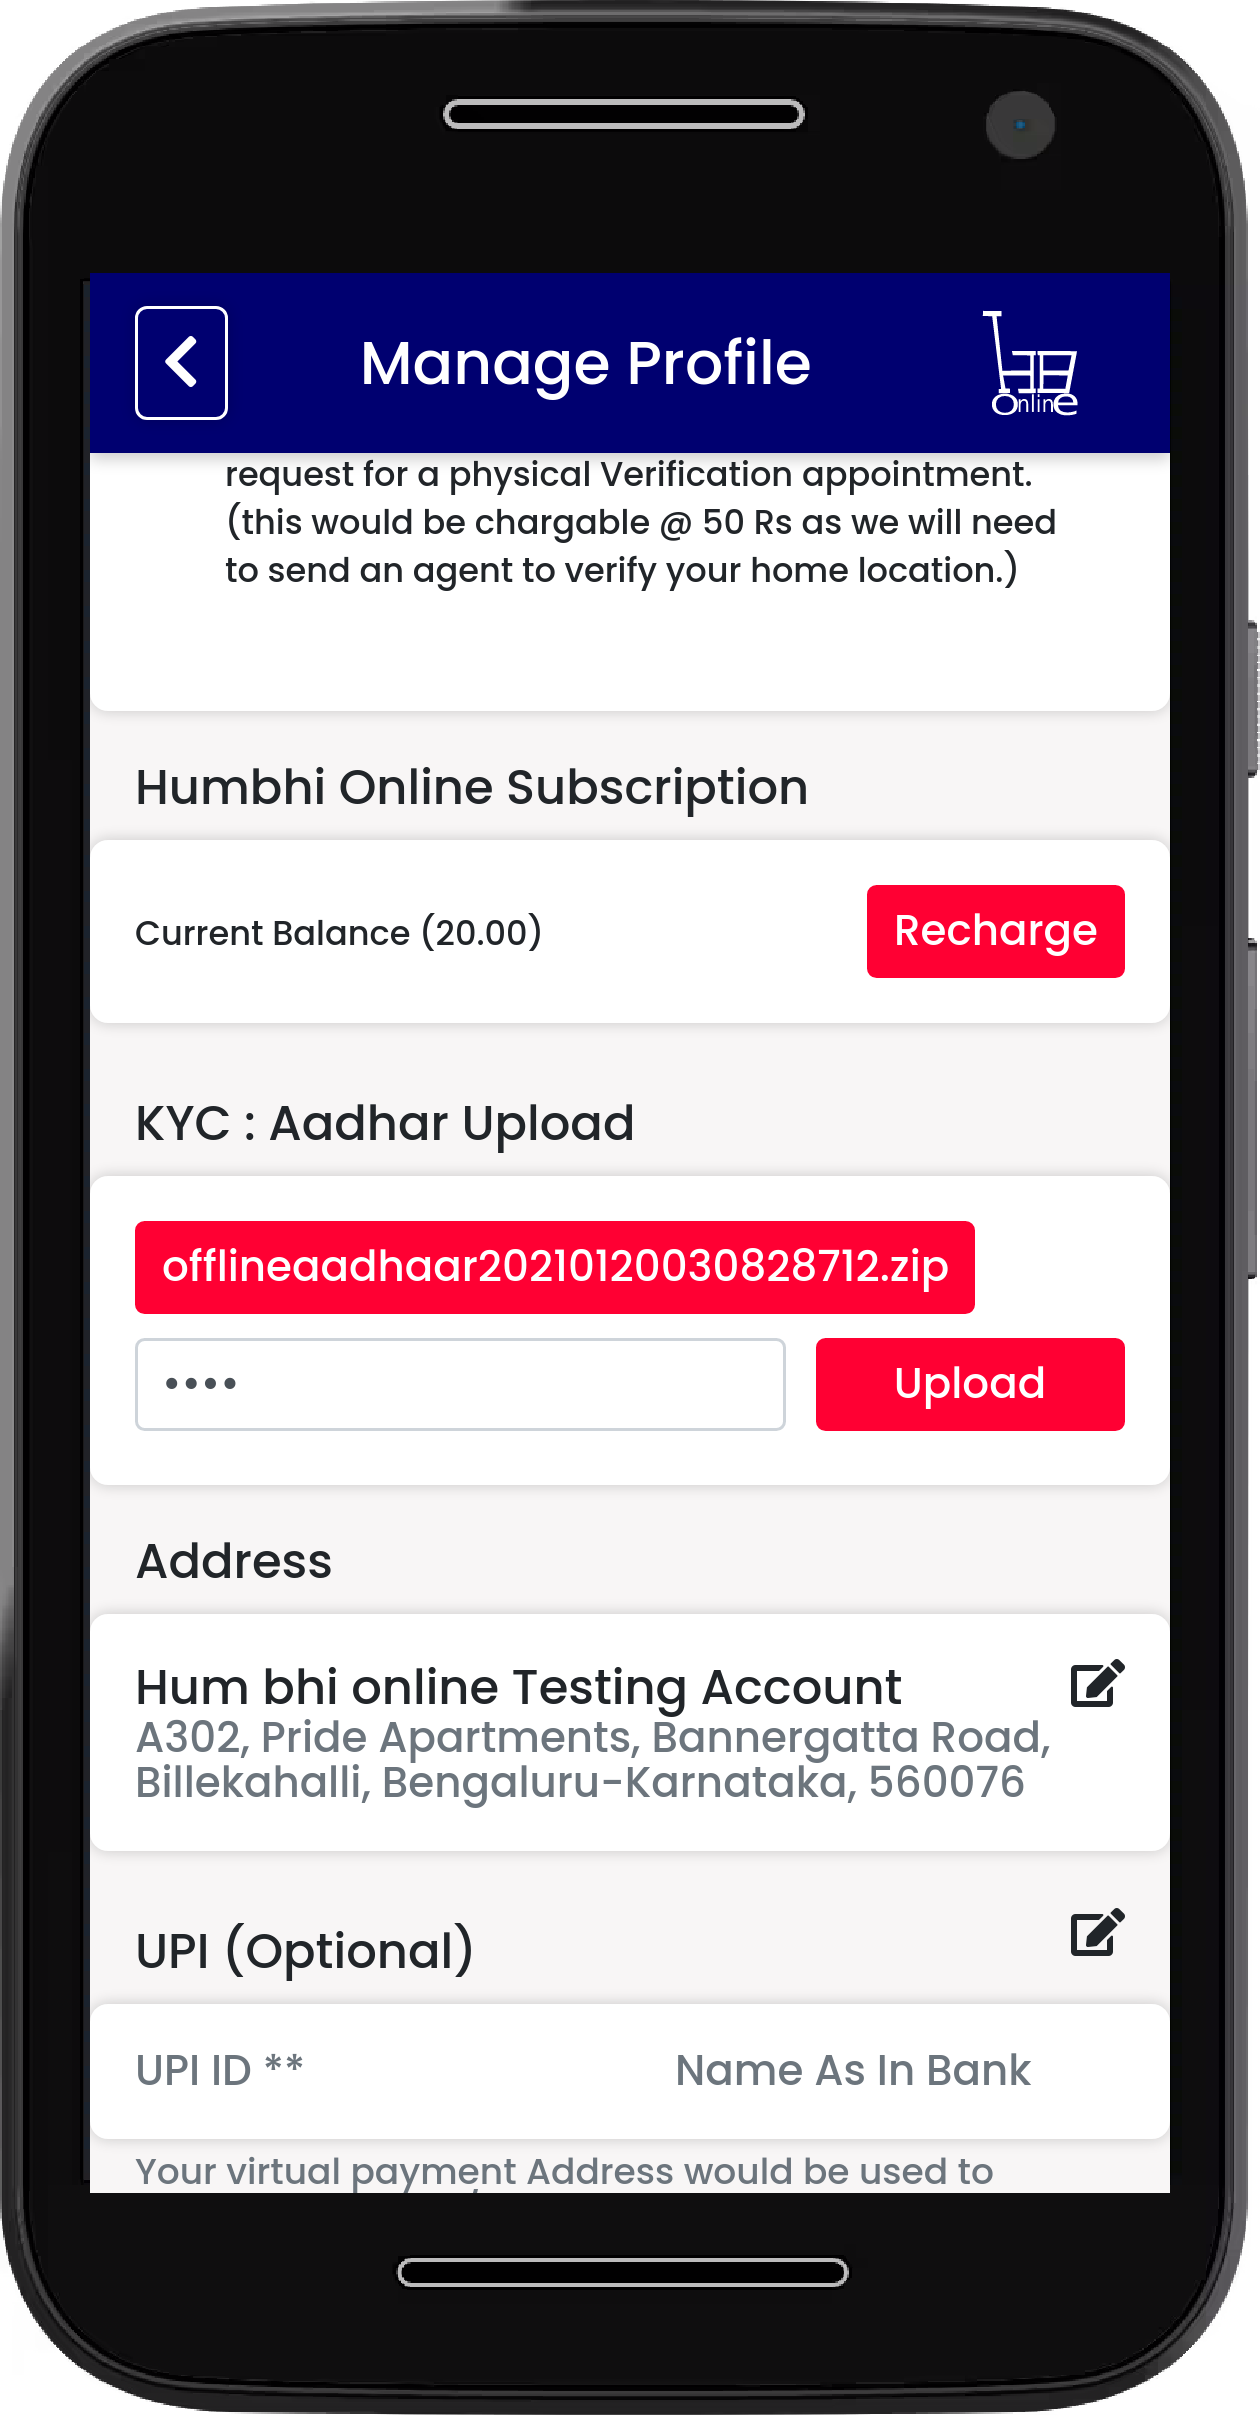 Manage Profile
Online
request for a physical Verification appointment.
(this would be chargable @ 50 Rs as we will need
to send an agent to verify your home location.)
Humbhi Online Subscription
Current Balance (20.00)
Recharge
KYC : Aadhar Upload
offlineaadhaar20210120030828712.zip
••••
Upload
Address
Hum bhi online Testing Account
A302, Pride Apartments, Bannergatta Road,
Billekahalli, Bengaluru-Karnataka, 560076
UPI (Optional)
UPI ID **
Name As In Bank
Your virtual payment Address would be used to